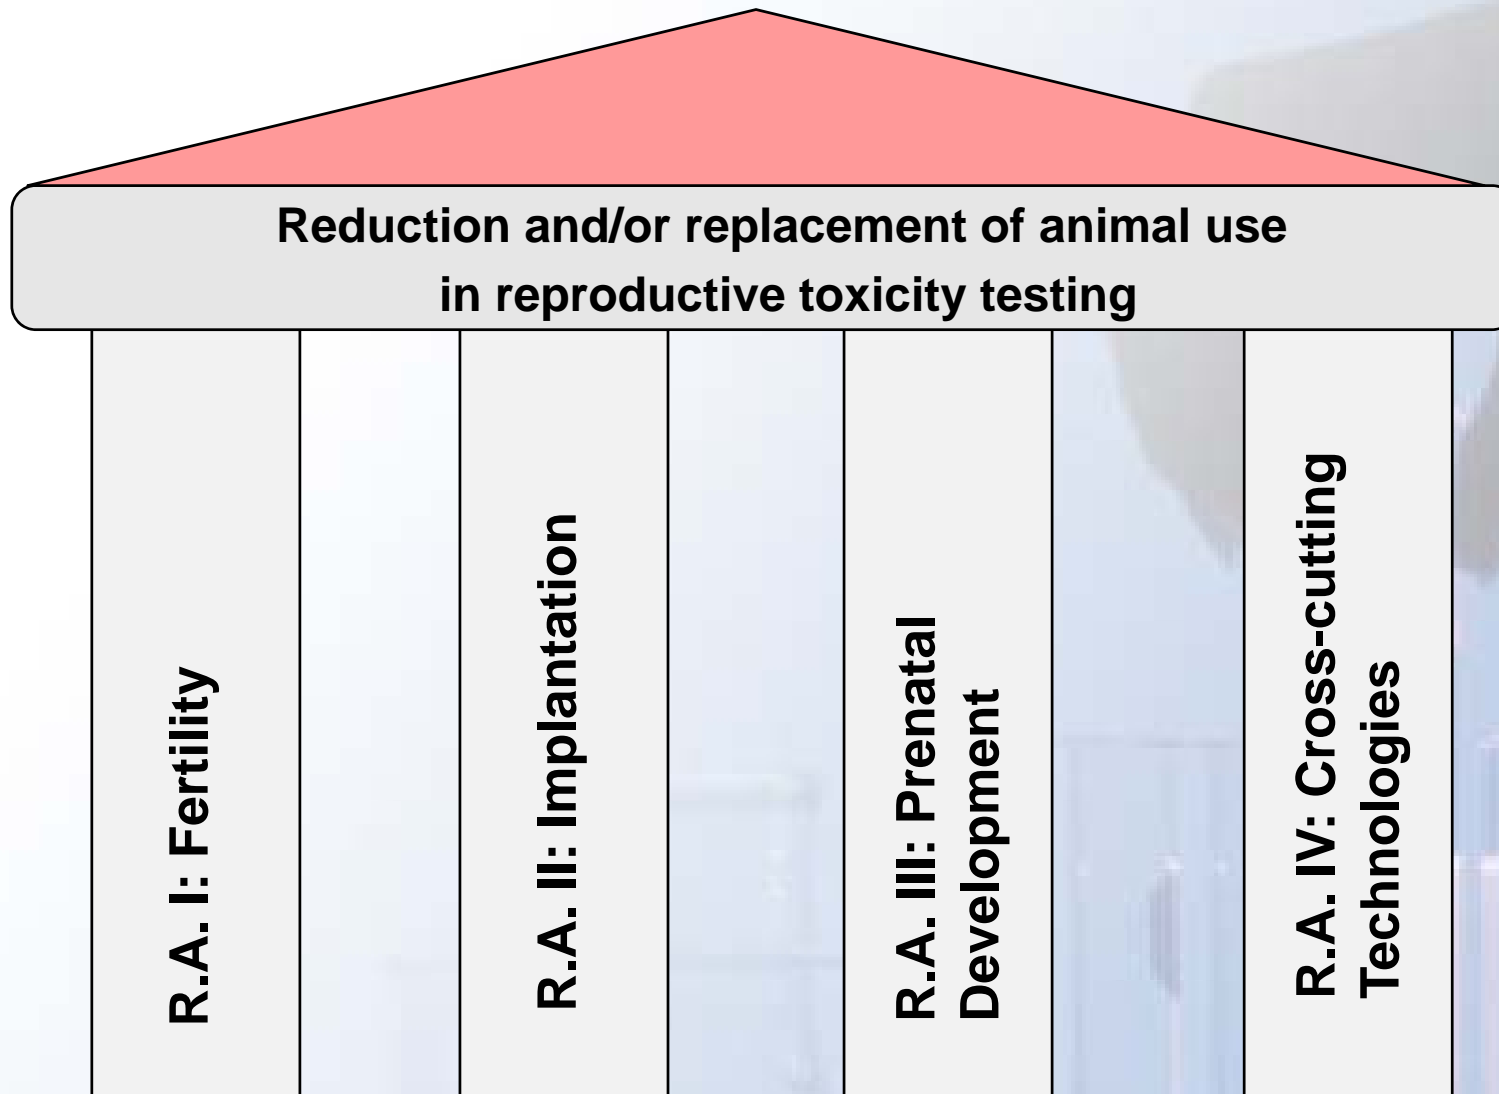 Reduction and/or replacement of animal use
in reproductive toxicity testing
R.A. I: Fertility
R.A. II: Implantation
R.A. III: Prenatal
Development
R.A. IV: Cross-cutting
Technologies